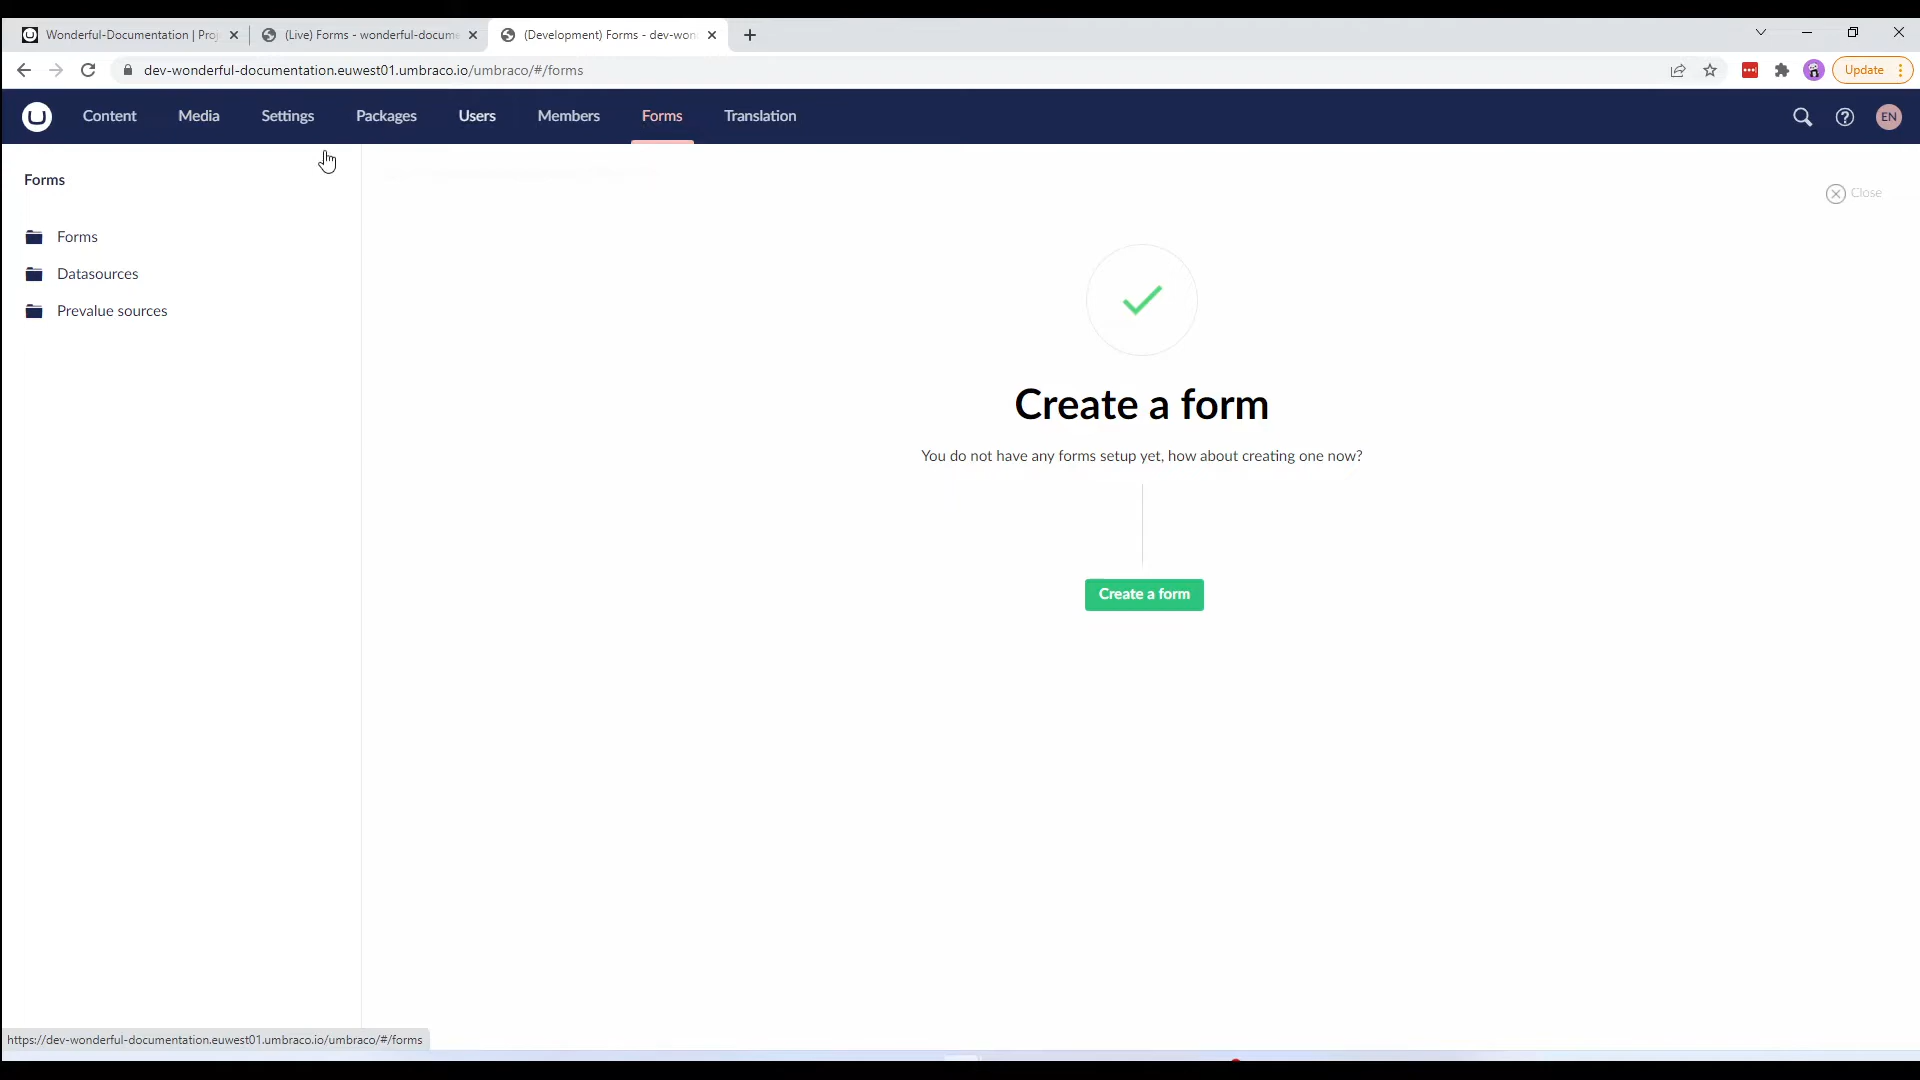 Wonderful-Documentation | Proj
(Live) Forms - wonderful-docume
(Development) Forms - dev-won
dev-wonderful-documentation.euwest01.umbraco.io/umbraco/#/forms
Update
Content
Media
Settings
Packages
Users
Members
Forms
Translation
EN
Forms
Forms
Datasources
Prevalue sources
Close
Create a form
You do not have any forms setup yet, how about creating one now?
Create a form
https://dev-wonderful-documentation.euwest01.umbraco.io/umbraco/#/forms